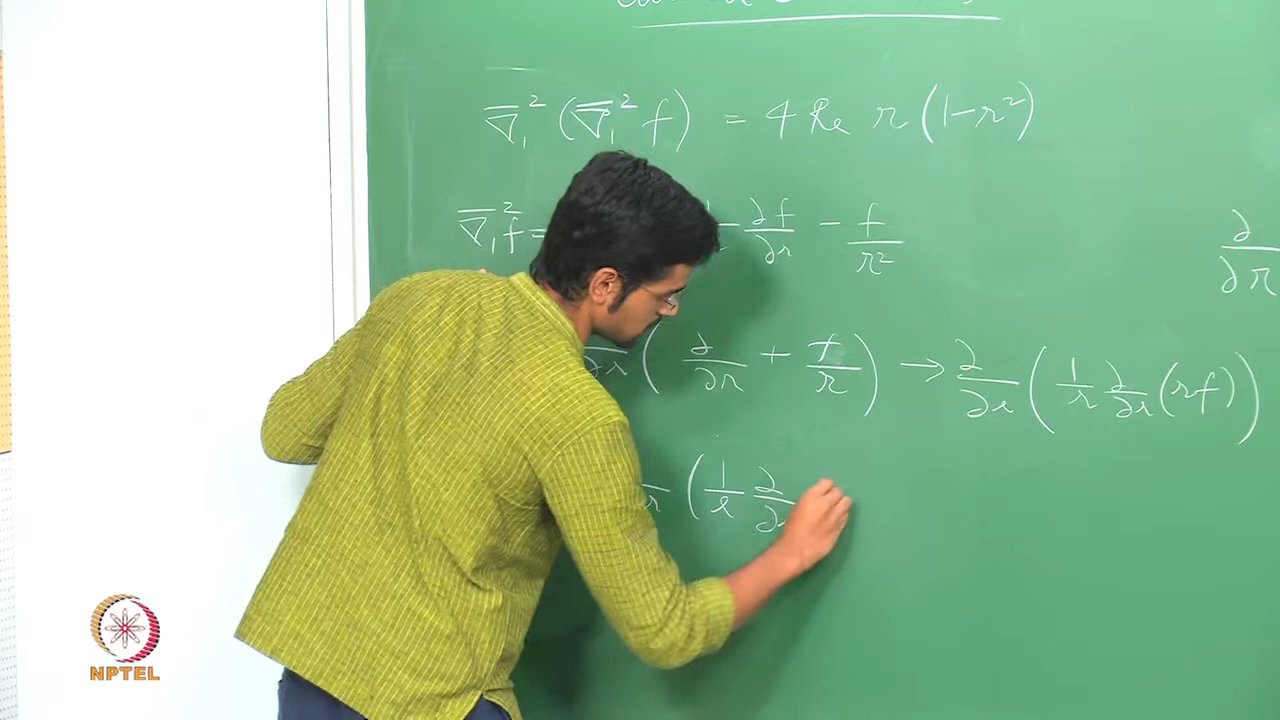 ∇̄₁² (∇̄₁² f) = 4 Re r (1 − r²)
∇̄₁² f = ∂f/∂r − f/r²
∂/∂r
∂r ( ∂/∂r + f/r ) → ∂/∂r ( 1/r ∂/∂r (rf) )
r ( 1/r ∂/∂r
NPTEL